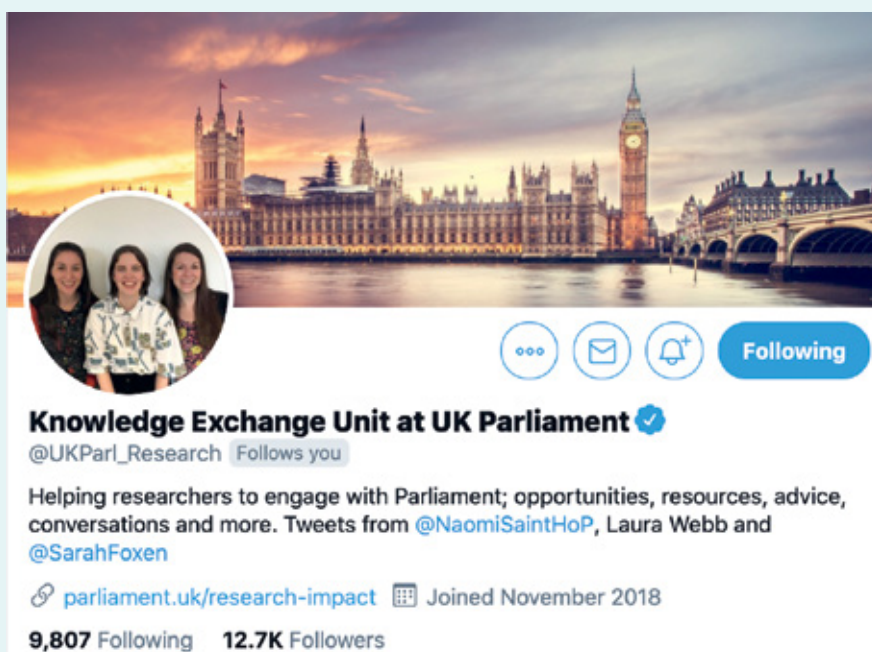 Following
Knowledge Exchange Unit at UK Parliament
@UKParl_Research Follows you
Helping researchers to engage with Parliament; opportunities, resources, advice,
conversations and more. Tweets from @NaomiSaintHoP, Laura Webb and
@SarahFoxen
parliament.uk/research-impact Joined November 2018
9,807 Following 12.7K Followers